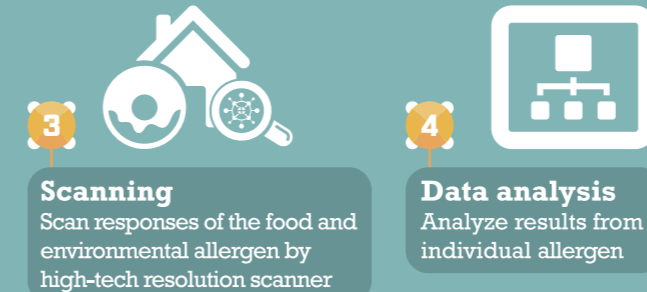 3
Scanning
Scan responses of the food and
environmental allergen by
high-tech resolution scanner
4
Data analysis
Analyze results from
individual allergen